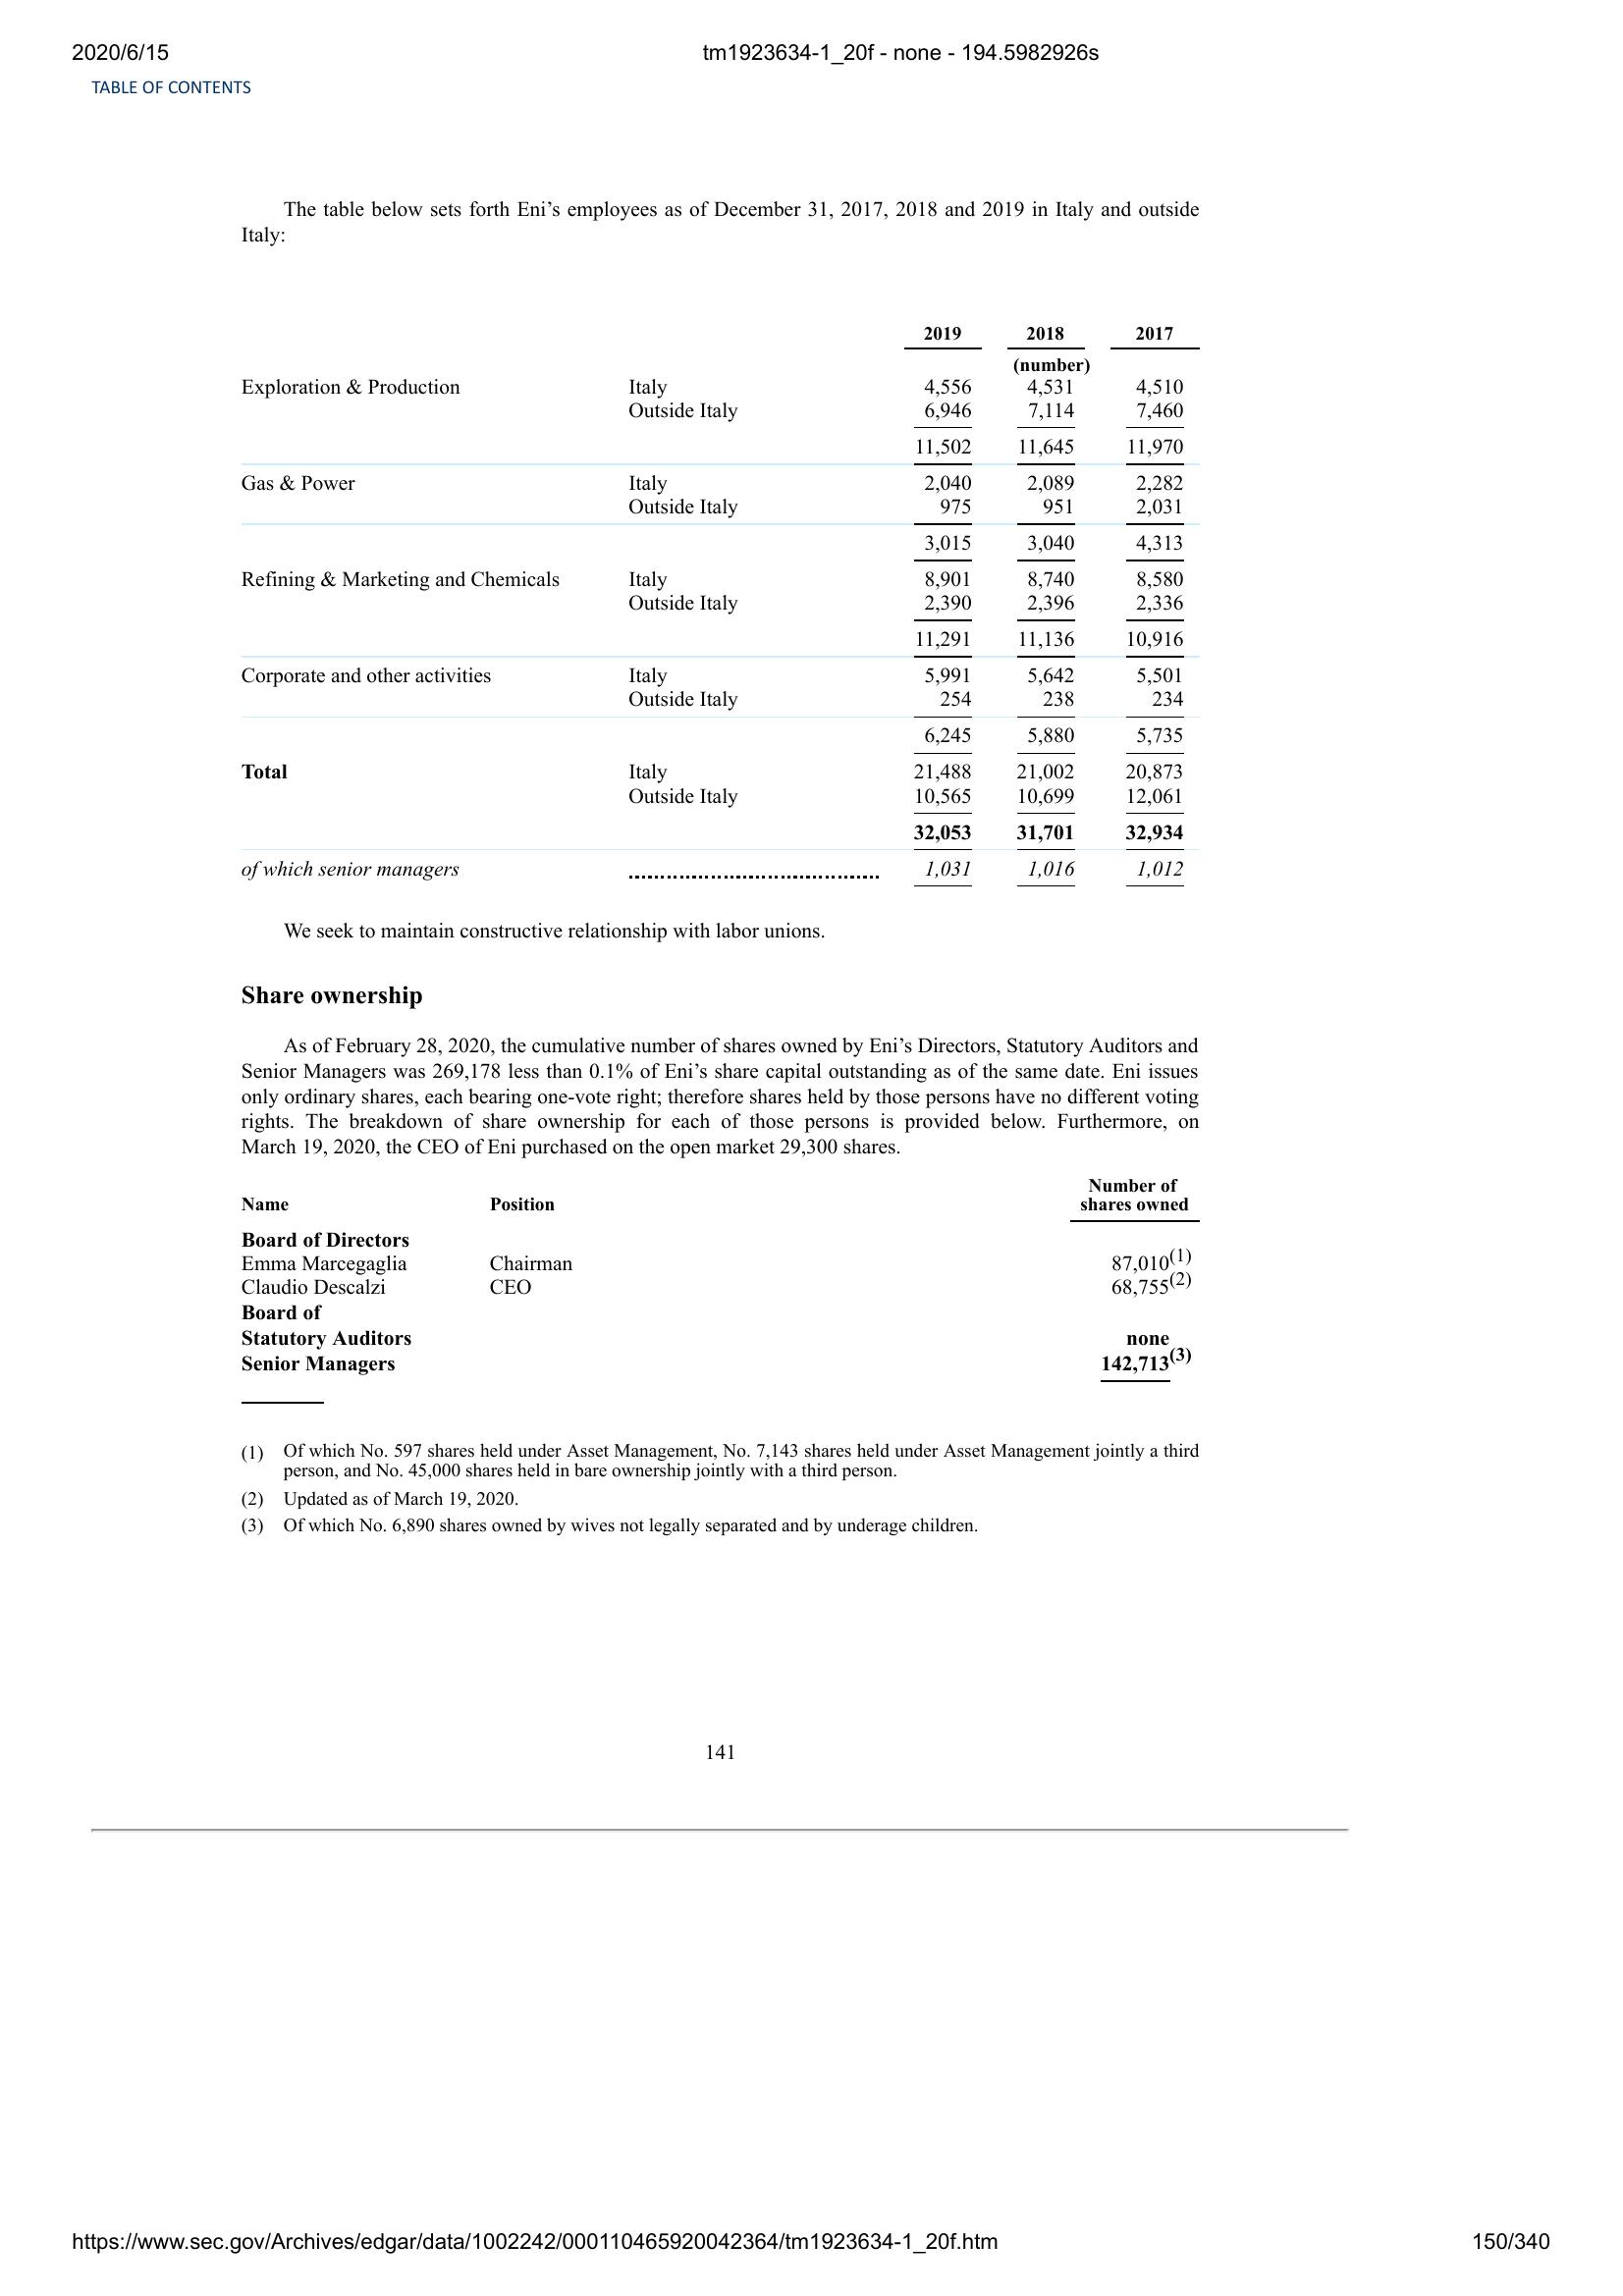 2020/6/15 tm1923634-1_20f - none - 194.5982926s
TABLE OF CONTENTS
The table below sets forth Eni’s employees as of December 31, 2017, 2018 and 2019 in Italy and outside
Italy:
2019 2018 2017
(number)
Exploration & Production Italy 4,556 4,531 4,510
Outside Italy 6,946 7,114 7,460
11,502 11,645 11,970
Gas & Power Italy 2,040 2,089 2,282
Outside Italy 975 951 2,031
3,015 3,040 4,313
Refining & Marketing and Chemicals Italy 8,901 8,740 8,580
Outside Italy 2,390 2,396 2,336
11,291 11,136 10,916
Corporate and other activities Italy 5,991 5,642 5,501
Outside Italy 254 238 234
6,245 5,880 5,735
Total Italy 21,488 21,002 20,873
Outside Italy 10,565 10,699 12,061
32,053 31,701 32,934
of which senior managers ........................................ 1,031 1,016 1,012
We seek to maintain constructive relationship with labor unions.
Share ownership
As of February 28, 2020, the cumulative number of shares owned by Eni’s Directors, Statutory Auditors and
Senior Managers was 269,178 less than 0.1% of Eni’s share capital outstanding as of the same date. Eni issues
only ordinary shares, each bearing one-vote right; therefore shares held by those persons have no different voting
rights. The breakdown of share ownership for each of those persons is provided below. Furthermore, on
March 19, 2020, the CEO of Eni purchased on the open market 29,300 shares.
Number of
Name Position shares owned
Board of Directors
Emma Marcegaglia Chairman 87,010(1)
Claudio Descalzi CEO 68,755(2)
Board of
Statutory Auditors none
Senior Managers 142,713(3)
(1) Of which No. 597 shares held under Asset Management, No. 7,143 shares held under Asset Management jointly a third
person, and No. 45,000 shares held in bare ownership jointly with a third person.
(2) Updated as of March 19, 2020.
(3) Of which No. 6,890 shares owned by wives not legally separated and by underage children.
141
https://www.sec.gov/Archives/edgar/data/1002242/000110465920042364/tm1923634-1_20f.htm 150/340